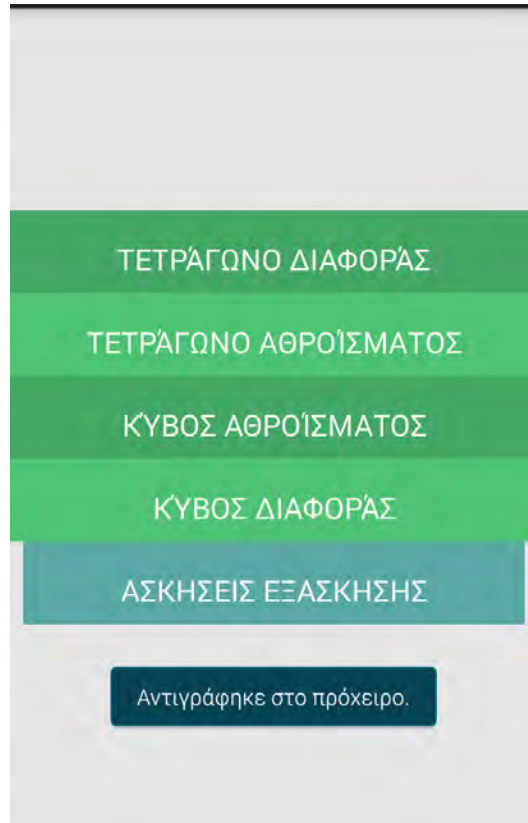 ΤΕΤΡΆΓΩΝΟ ΔΙΑΦΟΡΆΣ
ΤΕΤΡΆΓΩΝΟ ΑΘΡΟΊΣΜΑΤΟΣ
ΚΎΒΟΣ ΑΘΡΟΊΣΜΑΤΟΣ
ΚΎΒΟΣ ΔΙΑΦΟΡΆΣ
ΑΣΚΗΣΕΙΣ ΕΞΑΣΚΗΣΗΣ
Αντιγράφηκε στο πρόχειρο.